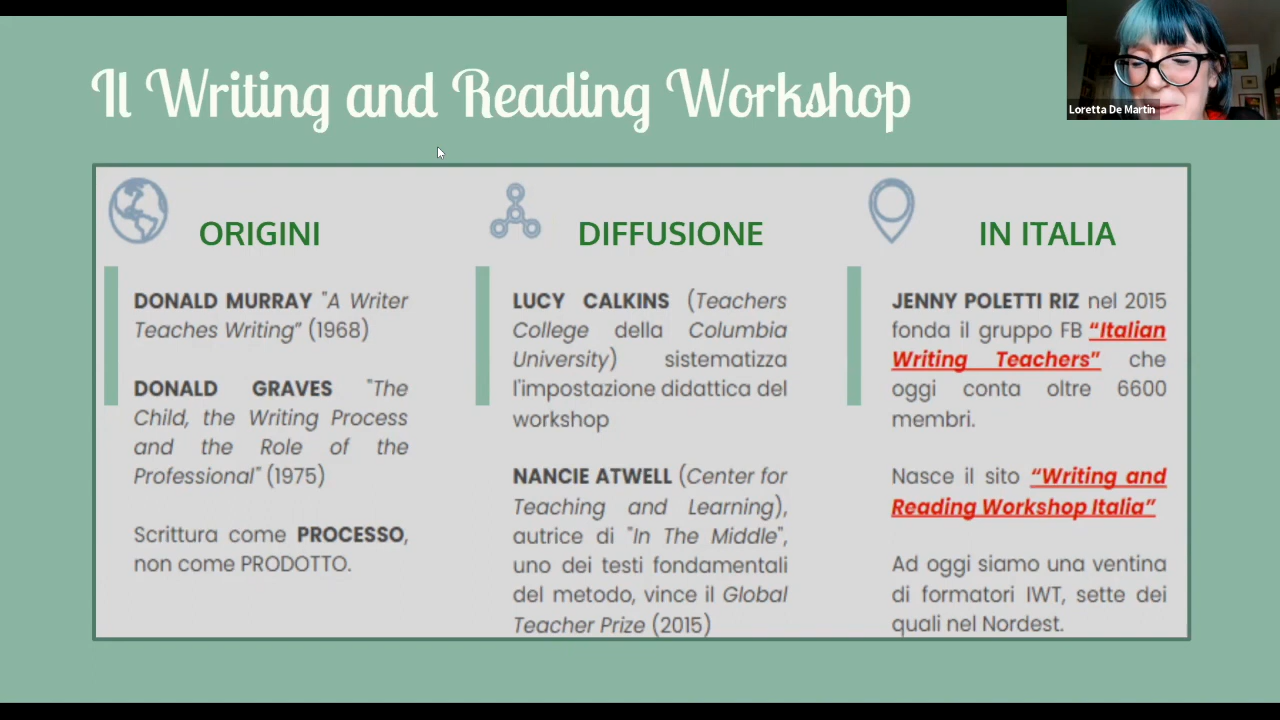 Il Writing and Reading Workshop
Loretta De Martin
ORIGINI
DONALD MURRAY "A Writer
Teaches Writing” (1968)
DONALD GRAVES "The
Child, the Writing Process
and the Role of the
Professional" (1975)
Scrittura come PROCESSO,
non come PRODOTTO.
DIFFUSIONE
LUCY CALKINS (Teachers
College della Columbia
University) sistematizza
l'impostazione didattica del
workshop
NANCIE ATWELL (Center for
Teaching and Learning),
autrice di "In The Middle",
uno dei testi fondamentali
del metodo, vince il Global
Teacher Prize (2015)
IN ITALIA
JENNY POLETTI RIZ nel 2015
fonda il gruppo FB “Italian
Writing Teachers” che
oggi conta oltre 6600
membri.
Nasce il sito “Writing and
Reading Workshop Italia”
Ad oggi siamo una ventina
di formatori IWT, sette dei
quali nel Nordest.